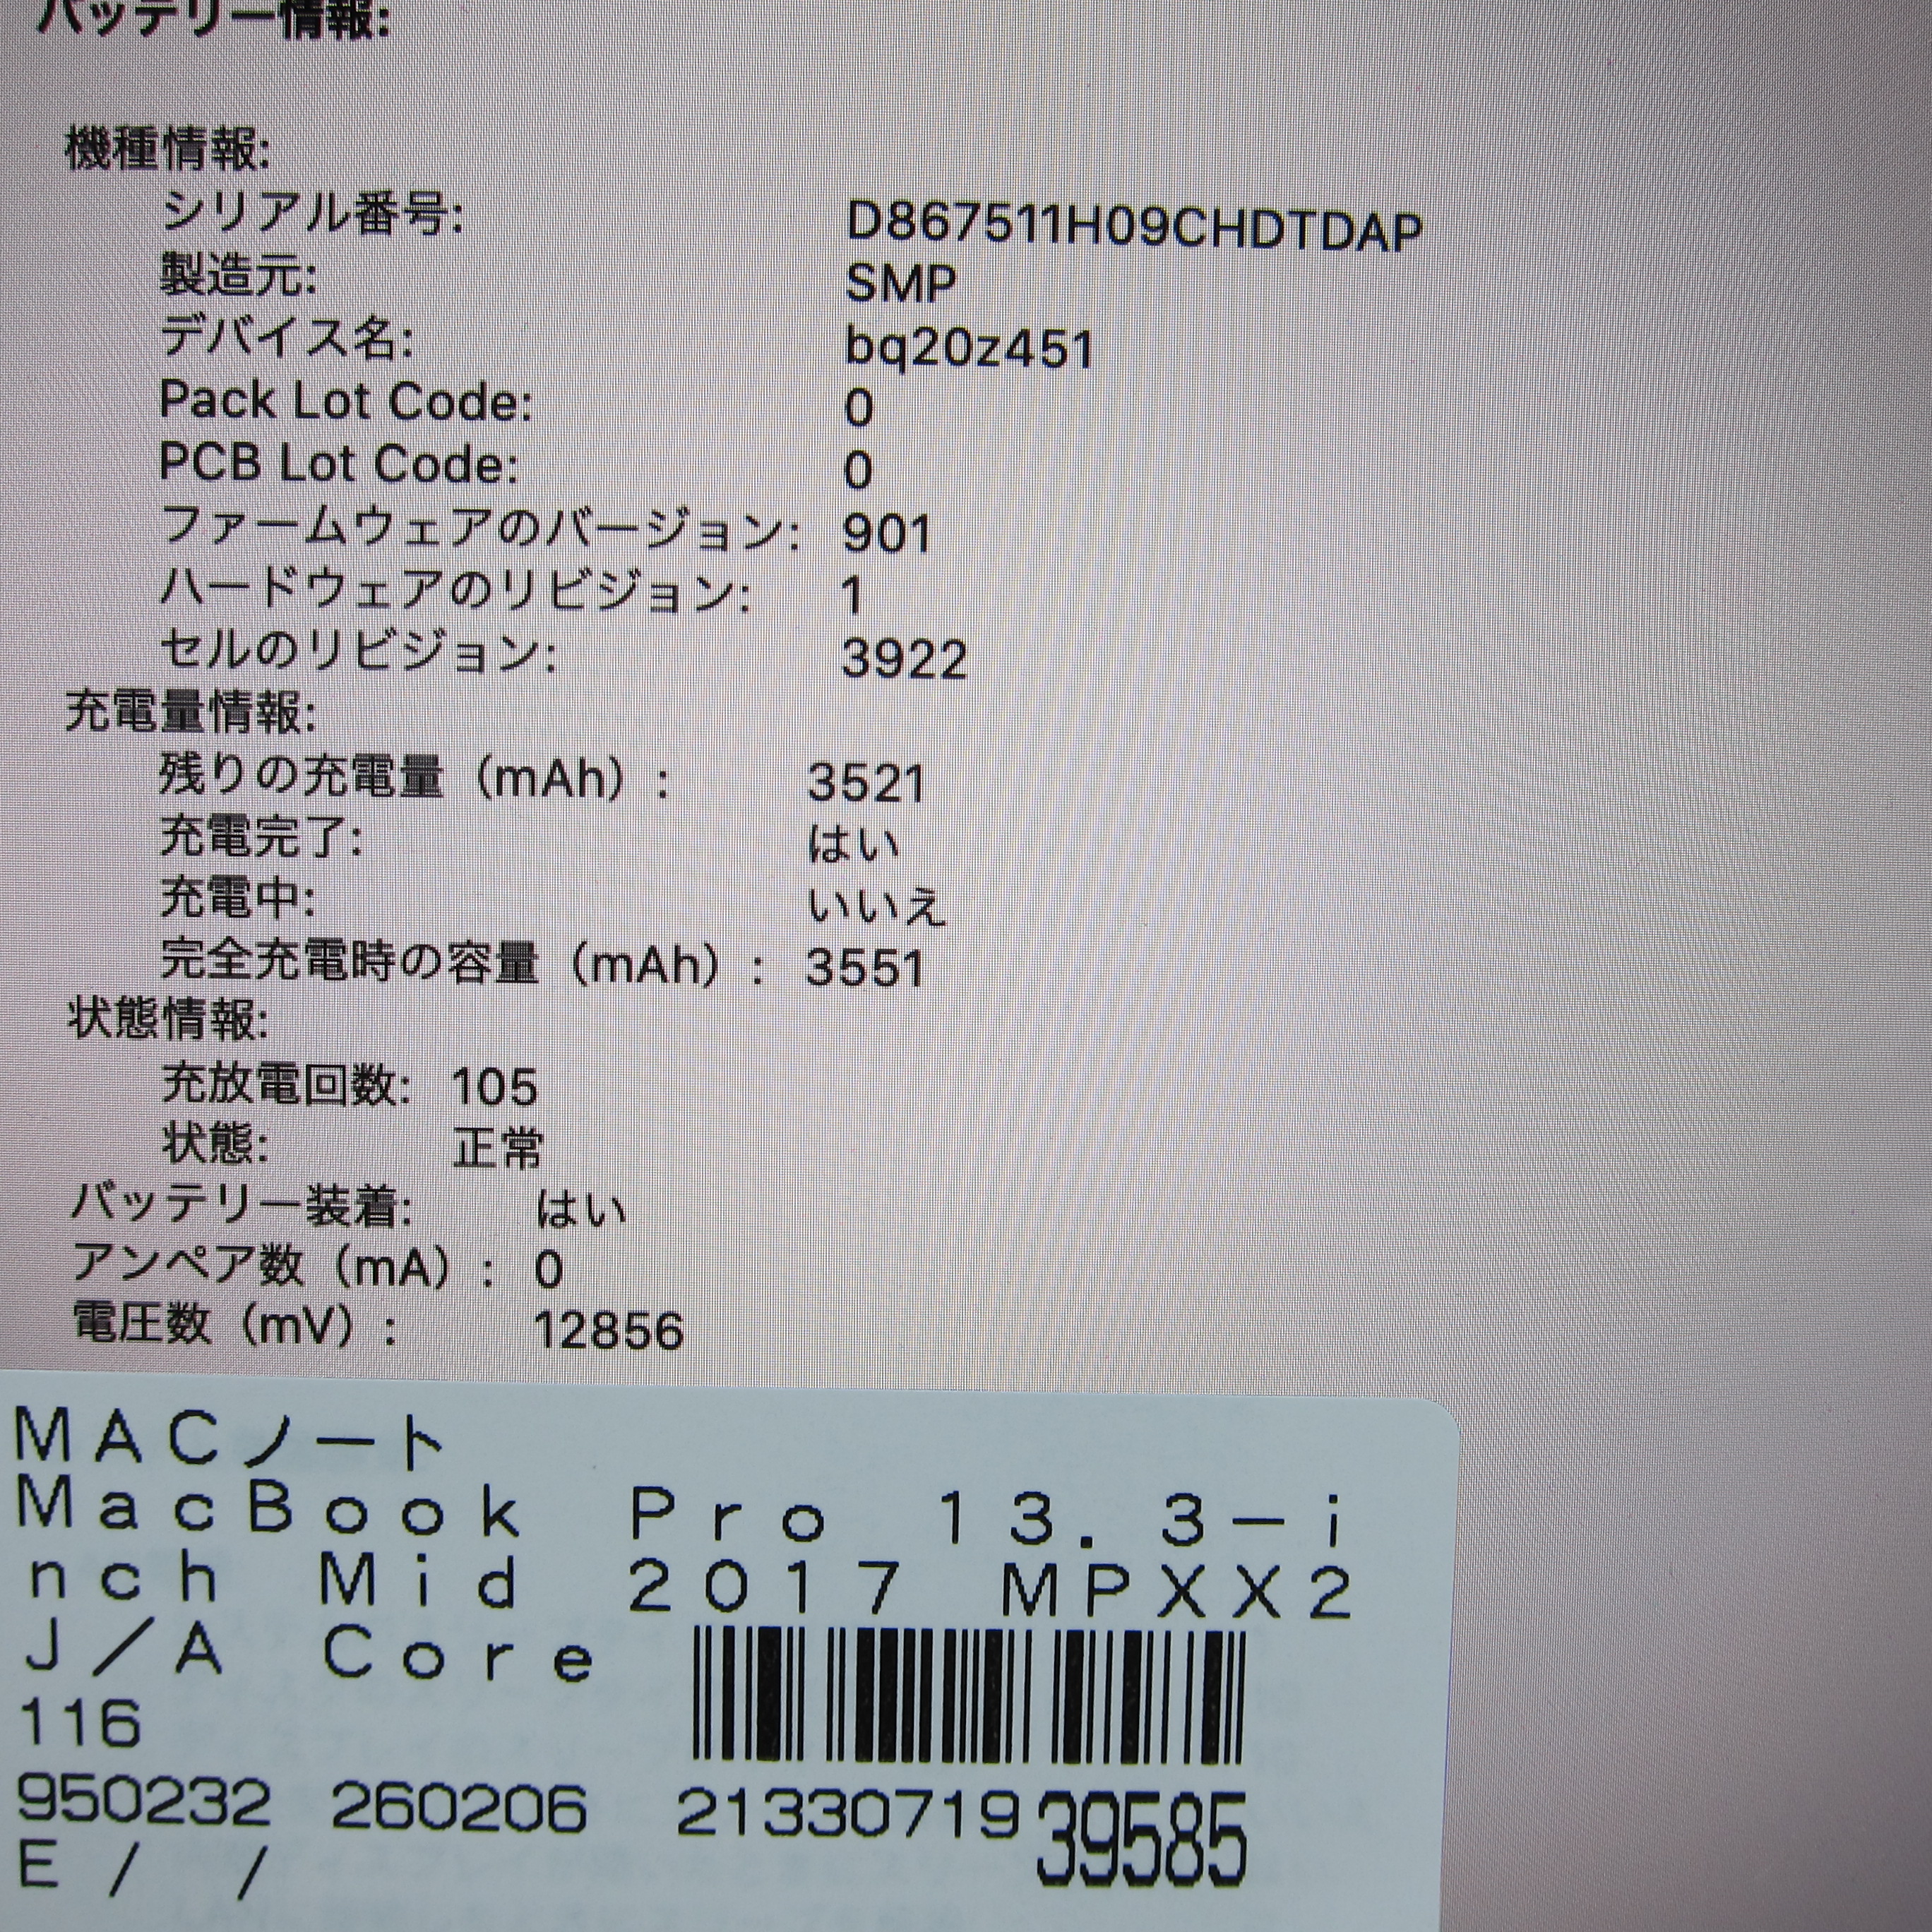 バッテリー情報:
機種情報:
シリアル番号: D867511H09CHDTDAP
製造元: SMP
デバイス名: bq20z451
Pack Lot Code: 0
PCB Lot Code: 0
ファームウェアのバージョン: 901
ハードウェアのリビジョン: 1
セルのリビジョン: 3922
充電量情報:
残りの充電量（mAh）: 3521
充電完了: はい
充電中: いいえ
完全充電時の容量（mAh）: 3551
状態情報:
充放電回数: 105
状態: 正常
バッテリー装着: はい
アンペア数（mA）: 0
電圧数（mV）: 12856
MACノート
MacBook Pro 13.3-i
nch Mid 2017 MPXX2
J/A Core
116
950232 260206 2133071939585
E / /